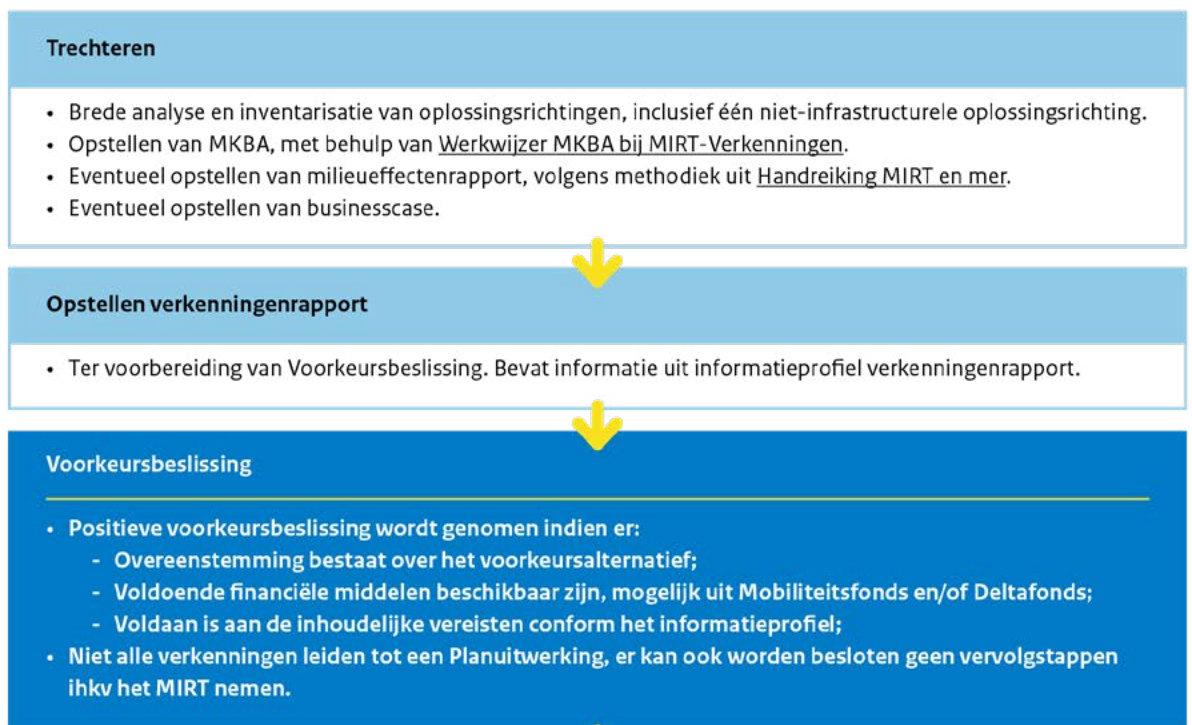 Trechteren
• Brede analyse en inventarisatie van oplossingsrichtingen, inclusief één niet-infrastructurele oplossingsrichting.
• Opstellen van MKBA, met behulp van Werkwijzer MKBA bij MIRT-Verkenningen.
• Eventueel opstellen van milieueffectenrapport, volgens methodiek uit Handreiking MIRT en mer.
• Eventueel opstellen van businesscase.
Opstellen verkenningenrapport
• Ter voorbereiding van Voorkeursbeslissing. Bevat informatie uit informatieprofiel verkenningenrapport.
Voorkeursbeslissing
• Positieve voorkeursbeslissing wordt genomen indien er:
- Overeenstemming bestaat over het voorkeursalternatief;
- Voldoende financiële middelen beschikbaar zijn, mogelijk uit Mobiliteitsfonds en/of Deltafonds;
- Voldaan is aan de inhoudelijke vereisten conform het informatieprofiel;
• Niet alle verkenningen leiden tot een Planuitwerking, er kan ook worden besloten geen vervolgstappen
ihkv het MIRT nemen.